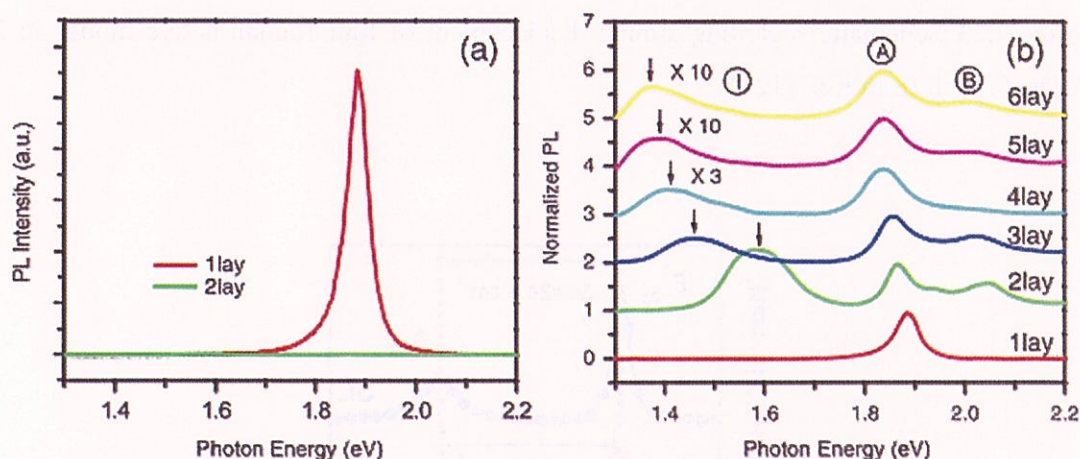 (a)
PL Intensity (a.u.)
1lay
2lay
1.4 1.6 1.8 2.0 2.2
Photon Energy (eV)
(b)
Normalized PL
7
6
5
4
3
2
1
0
I
A
B
X 10
X 10
X 3
6lay
5lay
4lay
3lay
2lay
1lay
1.4 1.6 1.8 2.0 2.2
Photon Energy (eV)